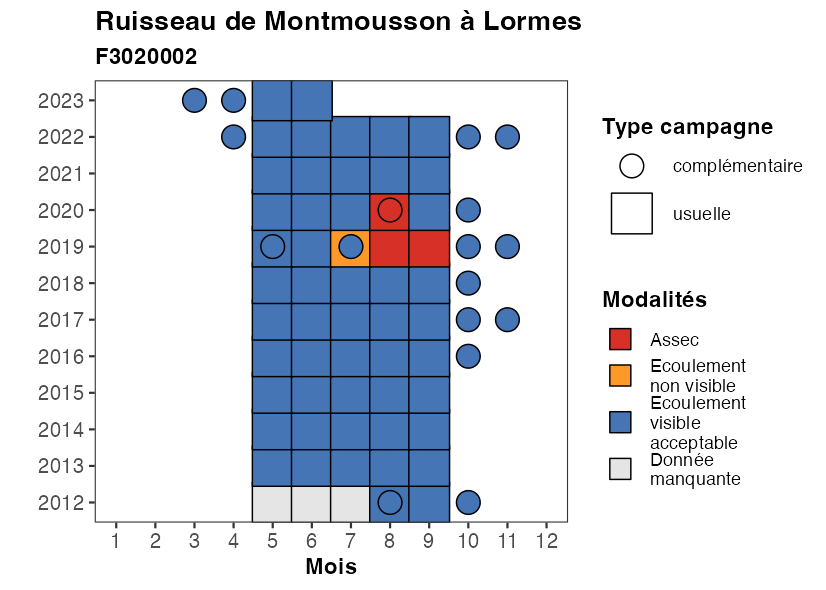 Ruisseau de Montmousson à Lormes
F3020002
2023
2022
2021
2020
2019
2018
2017
2016
2015
2014
2013
2012
1 2 3 4 5 6 7 8 9 10 11 12
Mois
Type campagne
complémentaire
usuelle
Modalités
Assec
Ecoulement
non visible
Ecoulement
visible
acceptable
Donnée
manquante